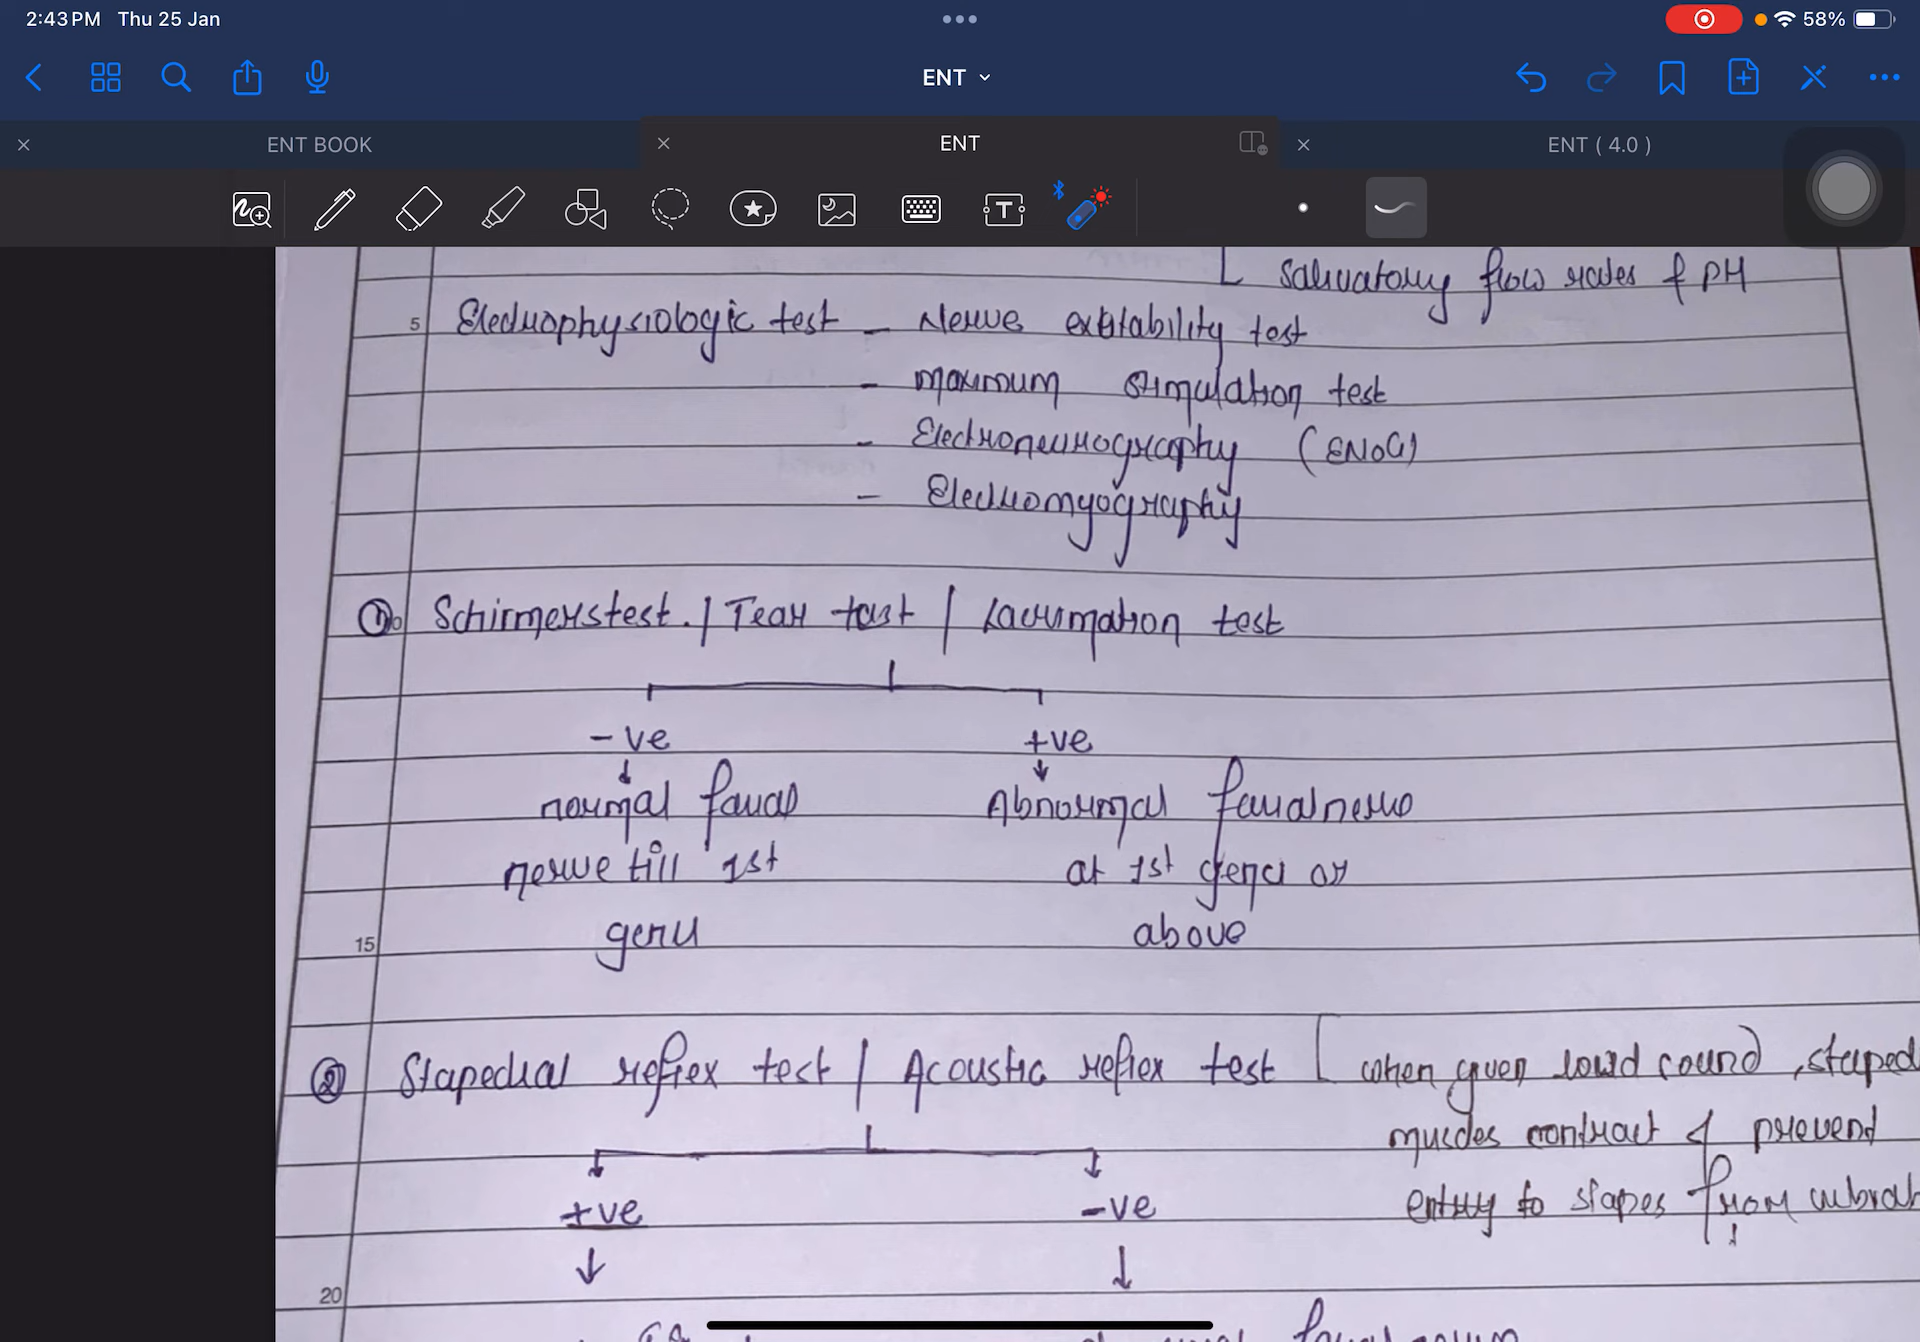 2:43 PM Thu 25 Jan
58%
ENT
ENT BOOK
ENT
ENT ( 4.0 )
Salivatory flow rates & PH
5 Electrophysiologic test - Nerve exitability test
- maximum stimulation test
- Electroneurography (ENoG)
- Electromyography
① Schirmers test. / Tear test / Lacrimation test
-ve +ve
normal facial Abnormal facial nerve
nerve till 1st at 1st genu or
genu above
15
② Stapedial reflex test / Acoustic reflex test [ when given loud sound, staped
muscles contract & prevent
entry to stapes from
+ve -ve
20